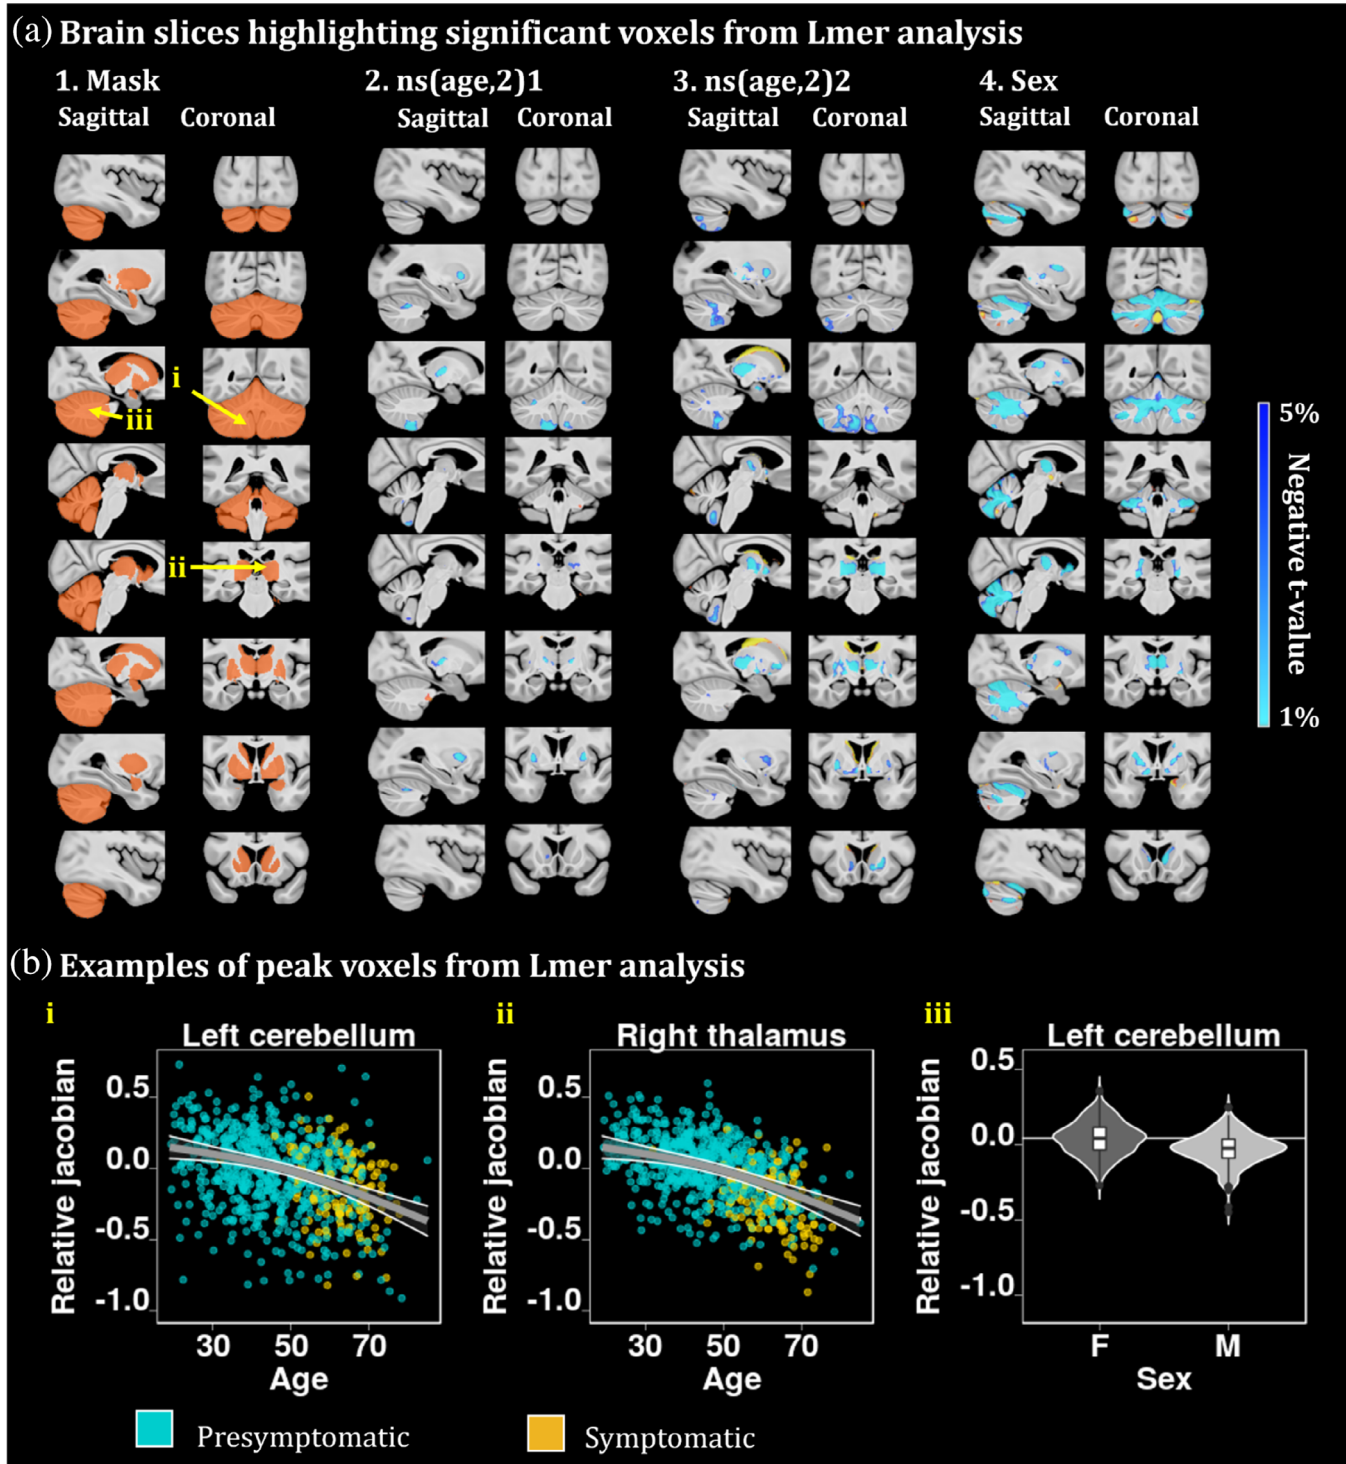 (a) Brain slices highlighting significant voxels from Lmer analysis
1. Mask 2. ns(age,2)1 3. ns(age,2)2 4. Sex
Sagittal Coronal Sagittal Coronal Sagittal Coronal Sagittal Coronal
i
iii
ii
5%
Negative t-value
1%
(b) Examples of peak voxels from Lmer analysis
i ii iii
Left cerebellum Right thalamus Left cerebellum
Relative jacobian
0.5
0.0
-0.5
-1.0
30 50 70
Age
Relative jacobian
0.5
0.0
-0.5
-1.0
30 50 70
Age
Relative jacobian
0.5
0.0
-0.5
-1.0
F M
Sex
Presymptomatic Symptomatic